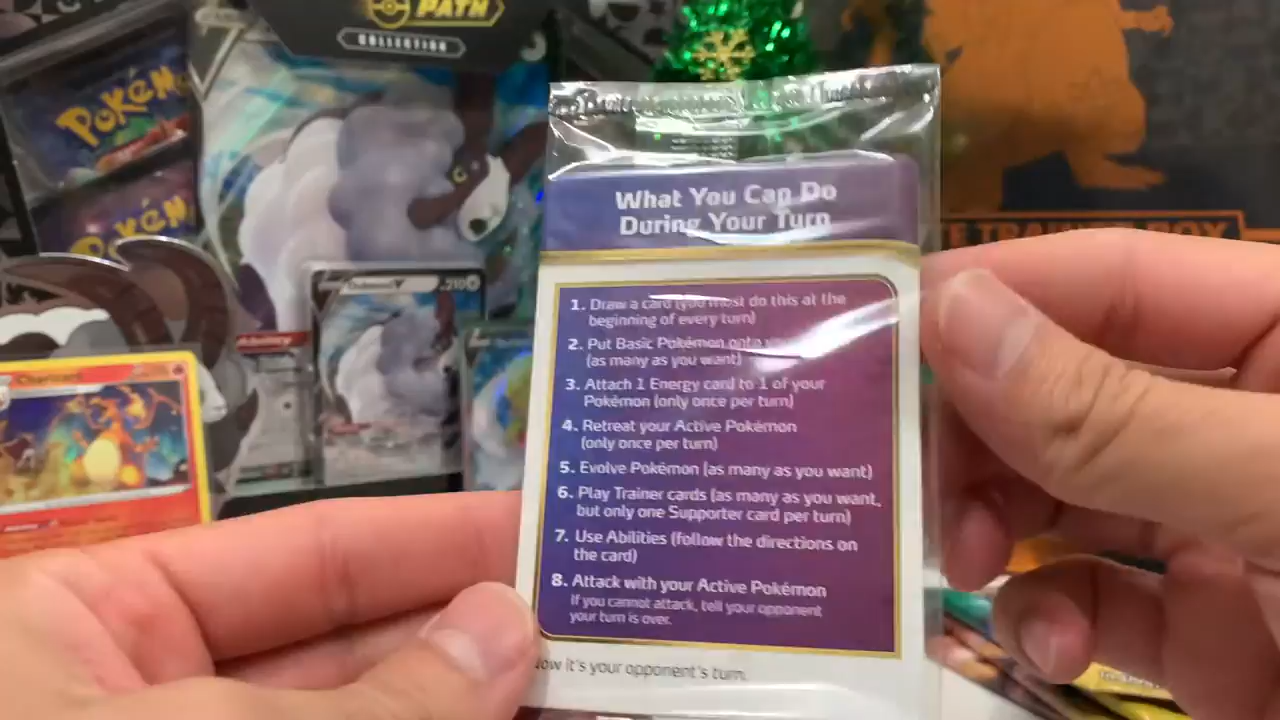 PATH
COLLECTION
POKÉM
POKÉM
What You Can Do
During Your Turn
1. Draw a card (you must do this at the
beginning of every turn)
2. Put Basic Pokémon onto
(as many as you want)
3. Attach 1 Energy card to 1 of your
Pokémon (only once per turn)
4. Retreat your Active Pokémon
(only once per turn)
5. Evolve Pokémon (as many as you want)
6. Play Trainer cards (as many as you want,
but only one Supporter card per turn)
7. Use Abilities (follow the directions on
the card)
8. Attack with your Active Pokémon
If you cannot attack, tell your opponent
your turn is over.
Now it's your opponent's turn.
210
BOX